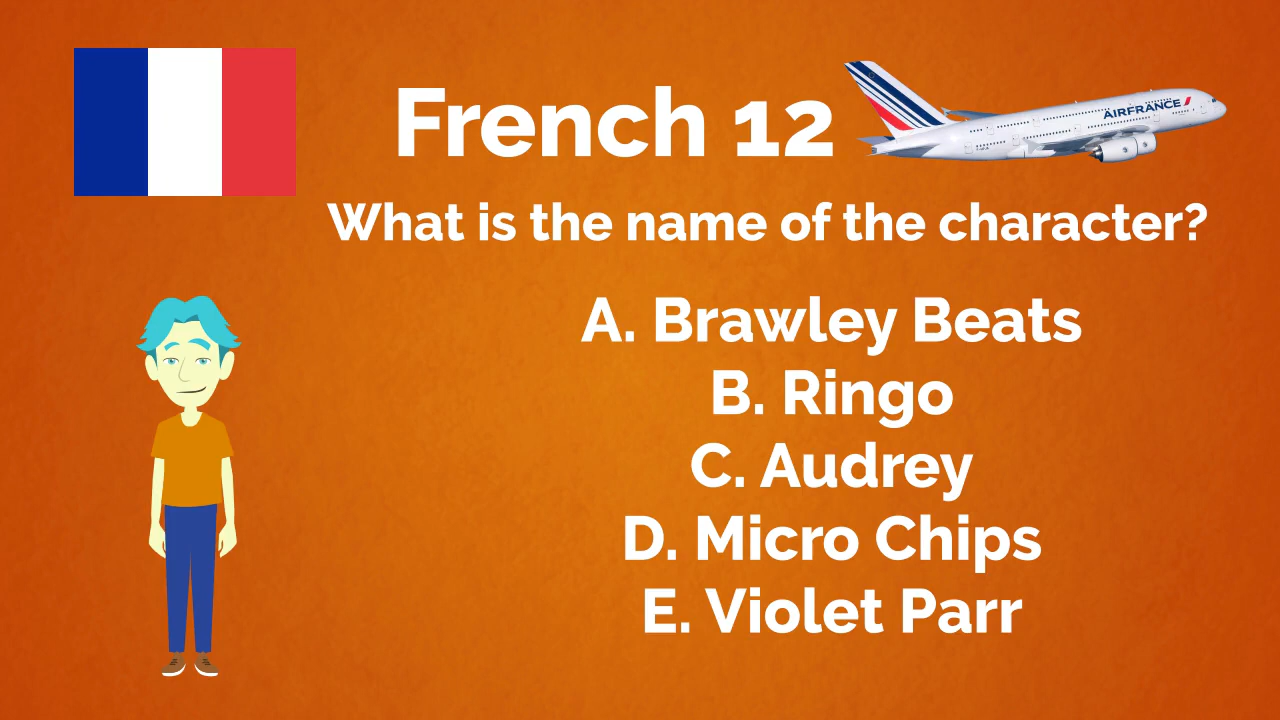 French 12
AIRFRANCE
What is the name of the character?
A. Brawley Beats
B. Ringo
C. Audrey
D. Micro Chips
E. Violet Parr